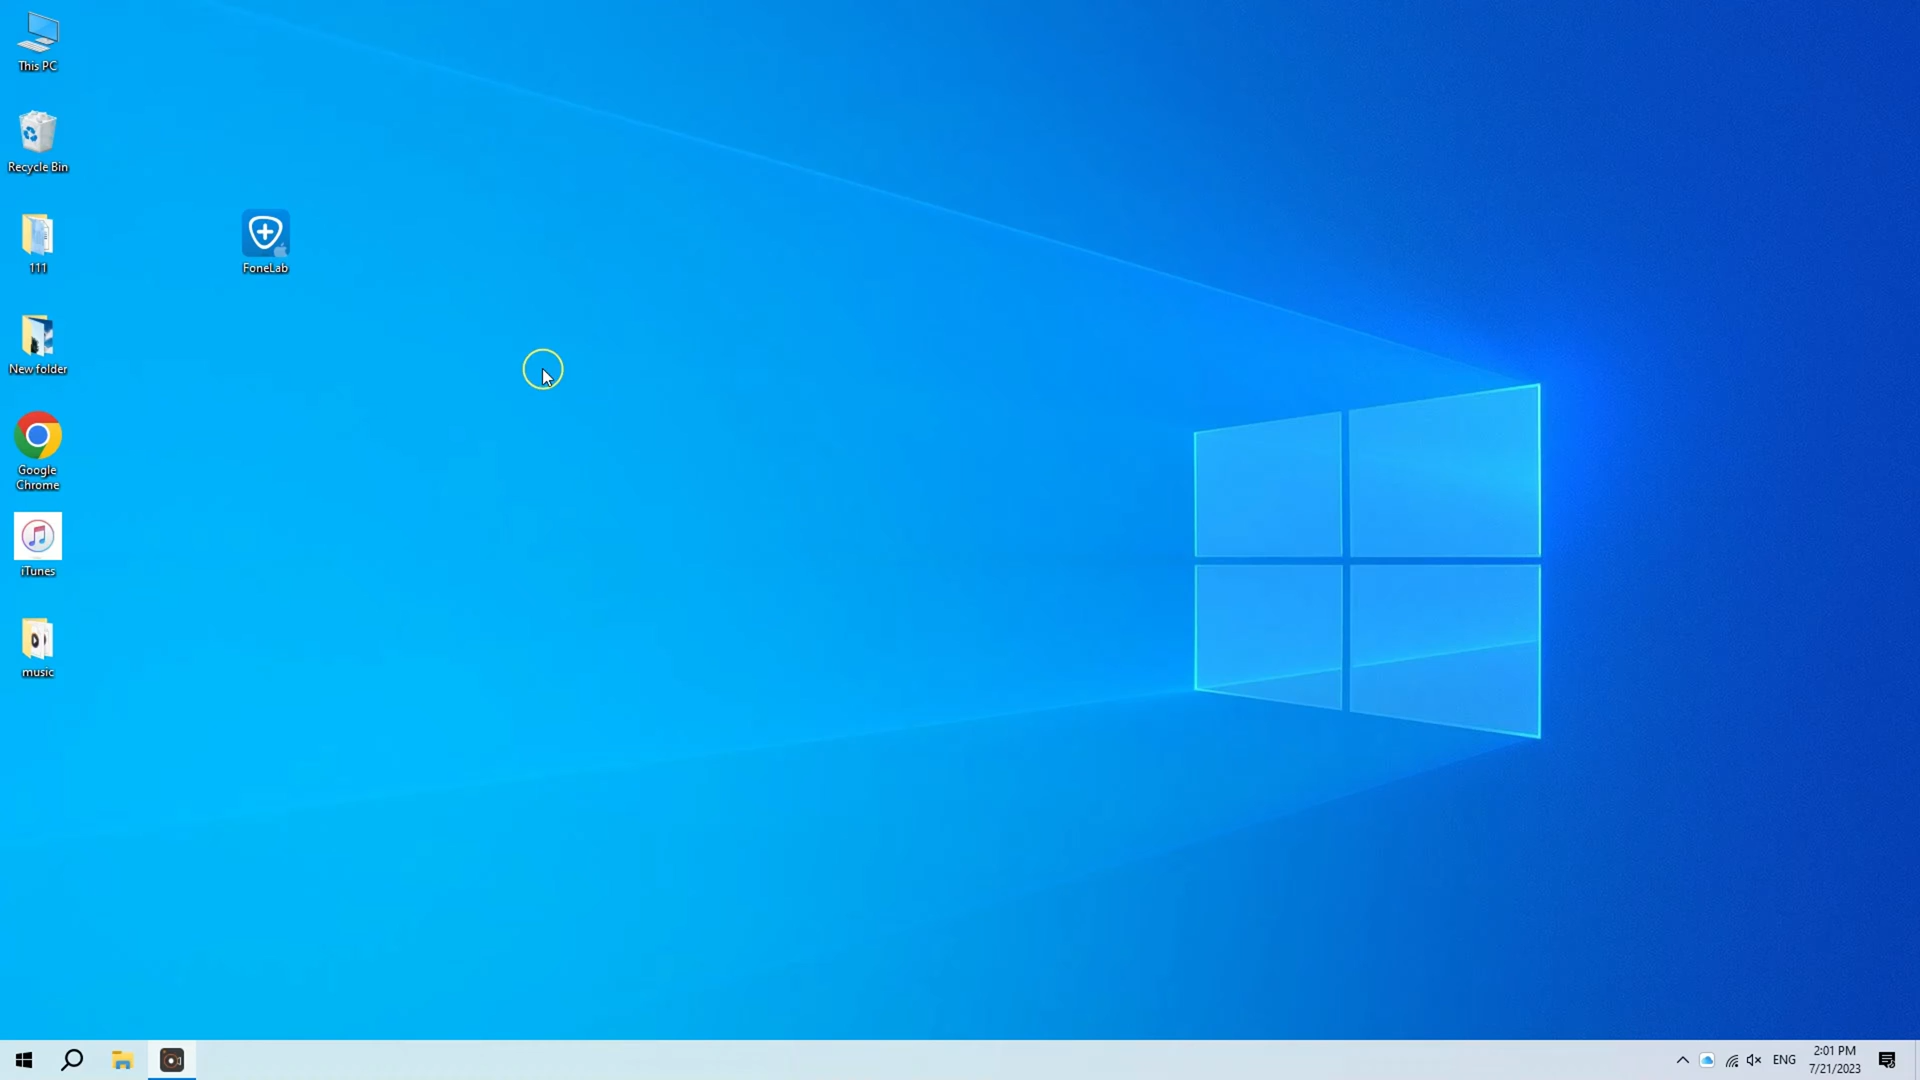 This PC
Recycle Bin
111
FoneLab
New folder
Google
Chrome
iTunes
music
ENG
2:01 PM
7/21/2023